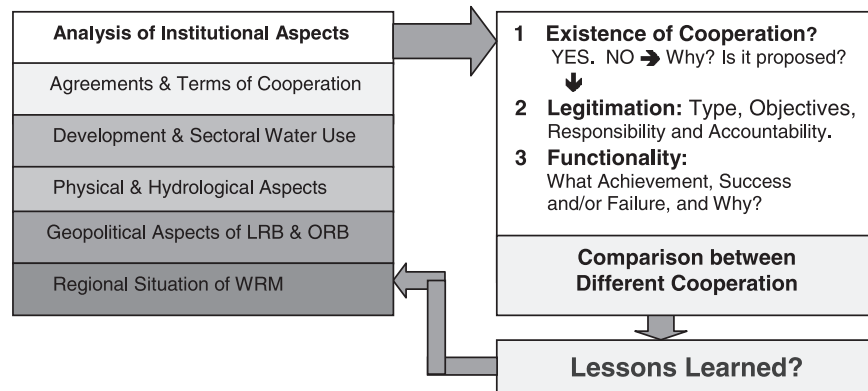 Analysis of Institutional Aspects
Agreements & Terms of Cooperation
Development & Sectoral Water Use
Physical & Hydrological Aspects
Geopolitical Aspects of LRB & ORB
Regional Situation of WRM
1 Existence of Cooperation?
YES. NO ➔ Why? Is it proposed?
2 Legitimation: Type, Objectives,
Responsibility and Accountability.
3 Functionality:
What Achievement, Success
and/or Failure, and Why?
Comparison between
Different Cooperation
Lessons Learned?